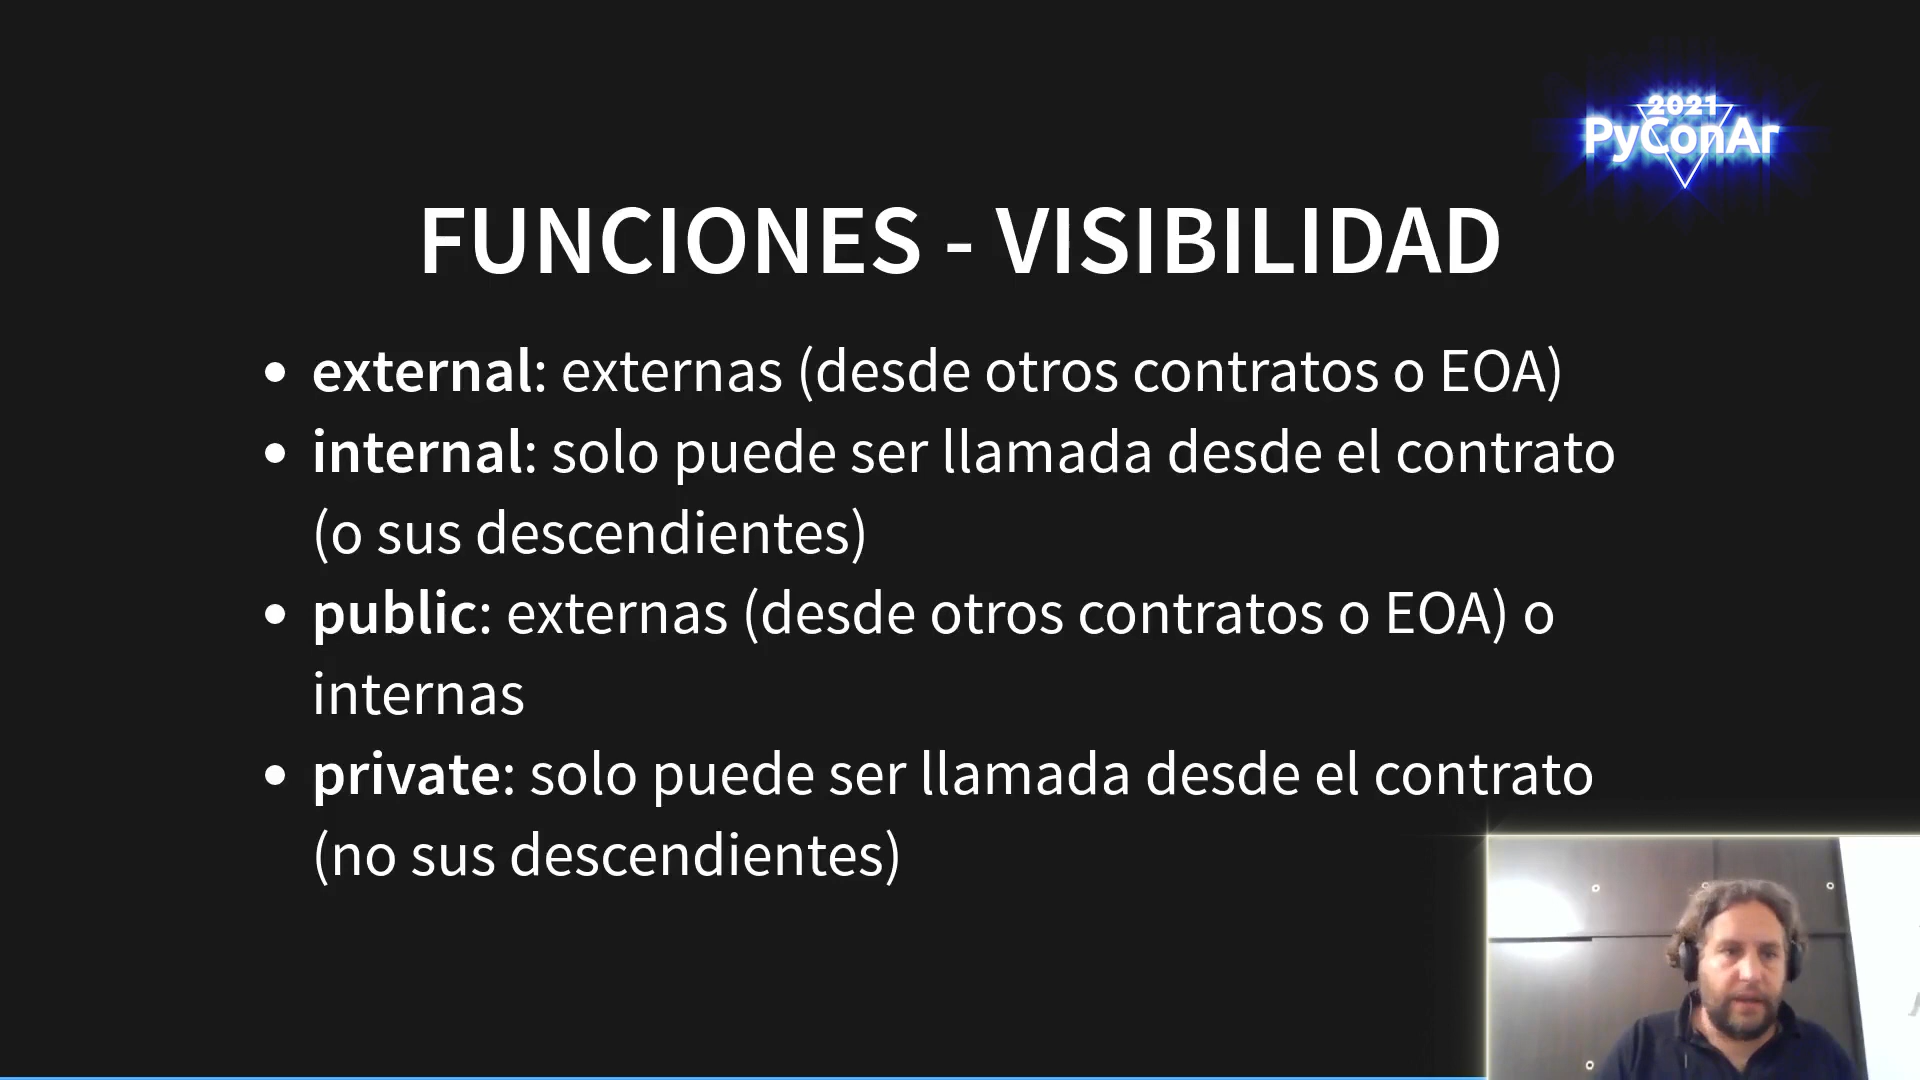 2021
PyConAr
FUNCIONES - VISIBILIDAD
external: externas (desde otros contratos o EOA)
internal: solo puede ser llamada desde el contrato
(o sus descendientes)
public: externas (desde otros contratos o EOA) o
internas
private: solo puede ser llamada desde el contrato
(no sus descendientes)